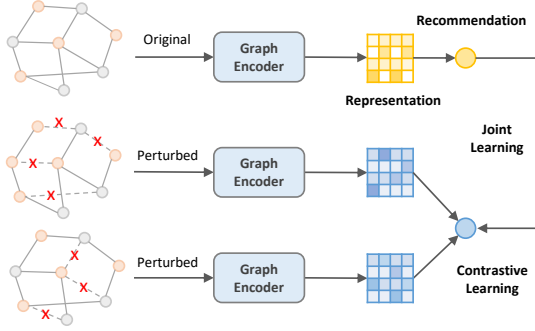 Original
Graph
Encoder
Recommendation
Representation
X
X
X
X
Perturbed
Graph
Encoder
Joint
Learning
X
X
X
Perturbed
Graph
Encoder
Contrastive
Learning